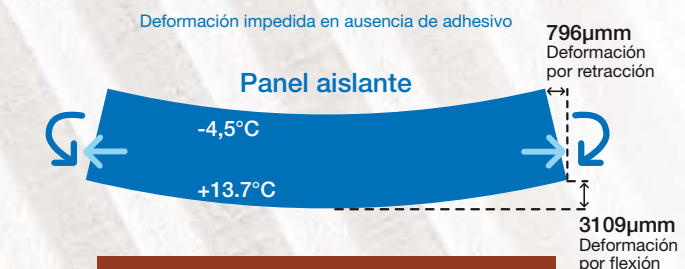 Deformación impedida en ausencia de adhesivo
796µmm
Deformación
por retracción
Panel aislante
-4,5°C
+13.7°C
3109µmm
Deformación
por flexión